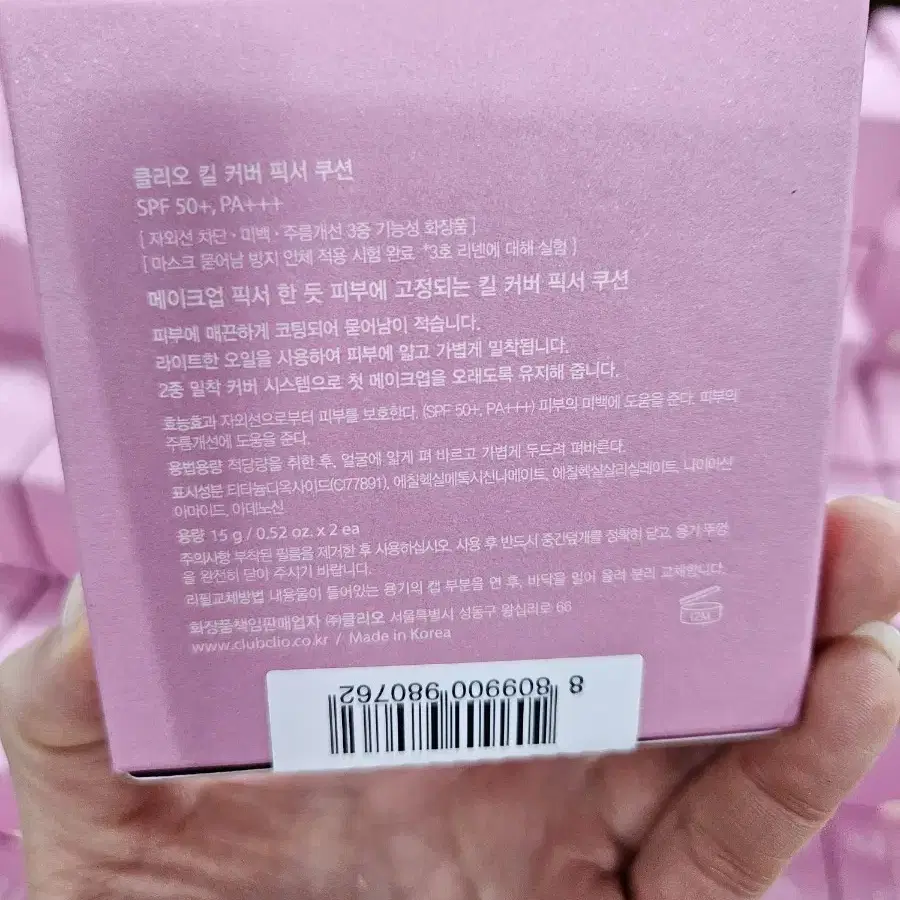 클리오 킬 커버 픽서 쿠션
SPF 50+, PA+++
[ 자외선 차단 · 미백 · 주름개선 3중 기능성 화장품 ]
[ 마스크 묻어남 방지 인체 적용 시험 완료 *3호 리넨에 대해 실험 ]
메이크업 픽서 한 듯 피부에 고정되는 킬 커버 픽서 쿠션
피부에 매끈하게 코팅되어 묻어남이 적습니다.
라이트한 오일을 사용하여 피부에 얇고 가볍게 밀착됩니다.
2중 밀착 커버 시스템으로 첫 메이크업을 오래도록 유지해 줍니다.
효능효과 자외선으로부터 피부를 보호한다. (SPF 50+, PA+++) 피부의 미백에 도움을 준다. 피부의
주름개선에 도움을 준다.
용법용량 적당량을 취한 후, 얼굴에 얇게 펴 바르고 가볍게 두드려 펴바른다.
표시성분 티타늄디옥사이드(CI77891), 에칠헥실메톡시신나메이트, 에칠헥실살리실레이트, 나이아신
아마이드, 아데노신
용량 15 g / 0.52 oz. x 2 ea
주의사항 부착된 필름을 제거한 후 사용하십시오. 사용 후 반드시 중간덮개를 정확히 닫고, 용기 뚜껑
을 완전히 닫아 주시기 바랍니다.
리필교체방법 내용물이 들어있는 용기의 캡 부분을 연 후, 바닥을 밀어 올려 분리 교체합니다.
화장품책임판매업자 ㈜클리오 서울특별시 성동구 왕십리로 66
www.clubclio.co.kr / Made in Korea
12M
8 809900 980762